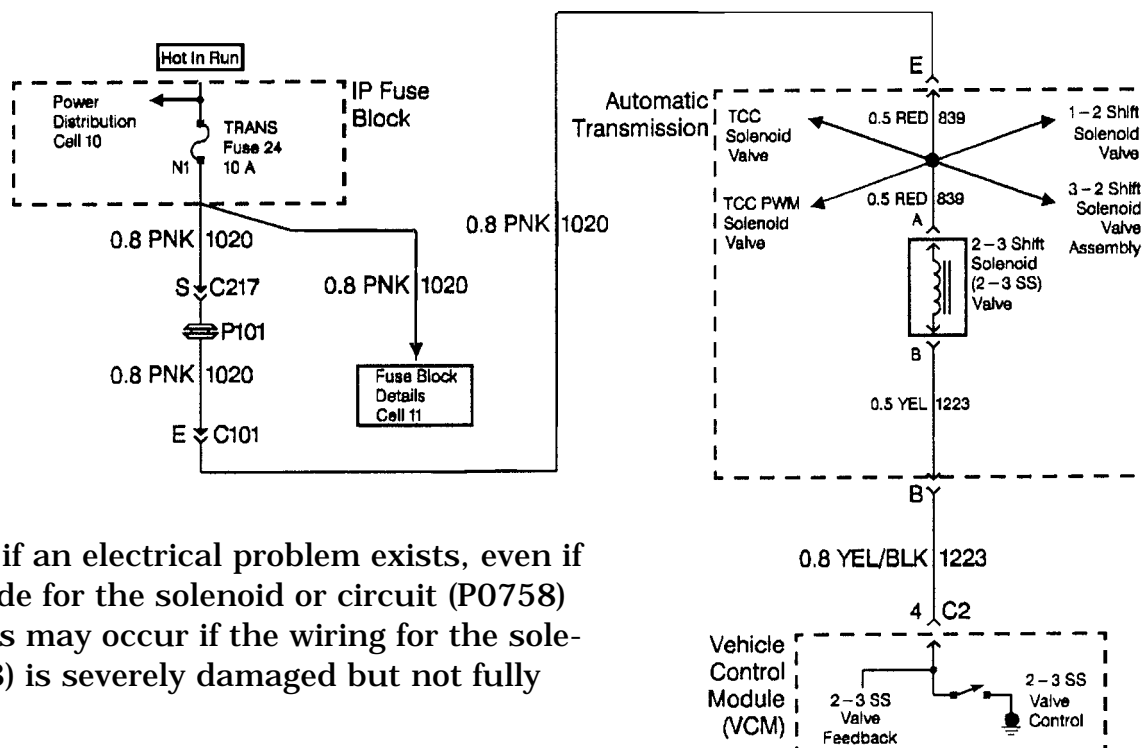 Hot In Run
IP Fuse
Block
Power
Distribution
Cell 10
TRANS
Fuse 24
10 A
N1
0.8 PNK 1020
S C217
P101
0.8 PNK 1020
E C101
0.8 PNK 1020
Fuse Block
Details
Cell 11
0.8 PNK 1020
E
Automatic
Transmission
TCC
Solenoid
Valve
0.5 RED 839
1-2 Shift
Solenoid
Valve
TCC PWM
Solenoid
Valve
0.5 RED 839
3-2 Shift
Solenoid
Valve
Assembly
A
2-3 Shift
Solenoid
(2-3 SS)
Valve
B
0.5 YEL 1223
B
0.8 YEL/BLK 1223
4 C2
Vehicle
Control
Module
(VCM)
2-3 SS
Valve
Feedback
2-3 SS
Valve
Control
if an electrical problem exists, even if
de for the solenoid or circuit (P0758)
s may occur if the wiring for the sole-
3) is severely damaged but not fully